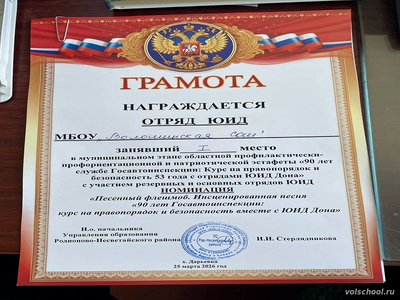 ГРАМОТА
НАГРАЖДАЕТСЯ
ОТРЯД ЮИД
МБОУ „Волошинская сош"
занявший I место
в муниципальном этапе областной профилактически-
профориентационной и патриотической эстафеты «90 лет
службе Госавтоинспекции: Курс на правопорядок и
безопасность 53 года с отрядами ЮИД Дона»
с участием резервных и основных отрядов ЮИД
НОМИНАЦИЯ
«Песенный флешмоб. Инсценированная песня
«90 лет Госавтоинспекции:
курс на правопорядок и безопасность вместе с ЮИД Дона»
И.о. начальника
Управления образования
Родионово-Несветайского района
И.И. Стерлядникова
х. Дарьевка
25 марта 2026 год
volschool.ru